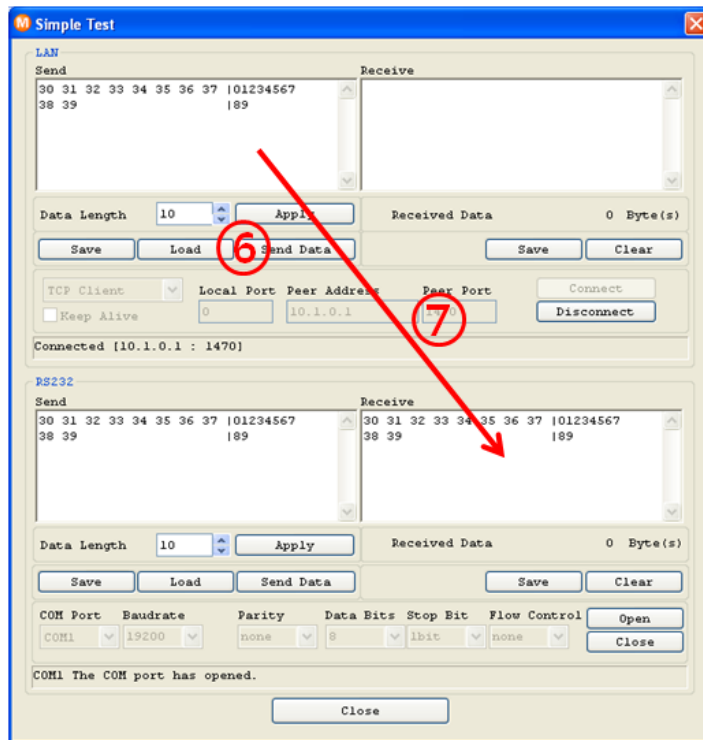 M Simple Test
LAN
Send Receive
30 31 32 33 34 35 36 37 |01234567
38 39 |89
Data Length 10 Apply Received Data 0 Byte(s)
Save Load ⑥ Send Data Save Clear
TCP Client Local Port Peer Address Peer Port Connect
Keep Alive 0 10.1.0.1 ⑦ Disconnect
Connected [10.1.0.1 : 1470]
RS232
Send Receive
30 31 32 33 34 35 36 37 |01234567 30 31 32 33 34 35 36 37 |01234567
38 39 |89 38 39 |89
Data Length 10 Apply Received Data 0 Byte(s)
Save Load Send Data Save Clear
COM Port Baudrate Parity Data Bits Stop Bit Flow Control Open
COM1 19200 none 8 1bit none Close
COM1 The COM port has opened.
Close